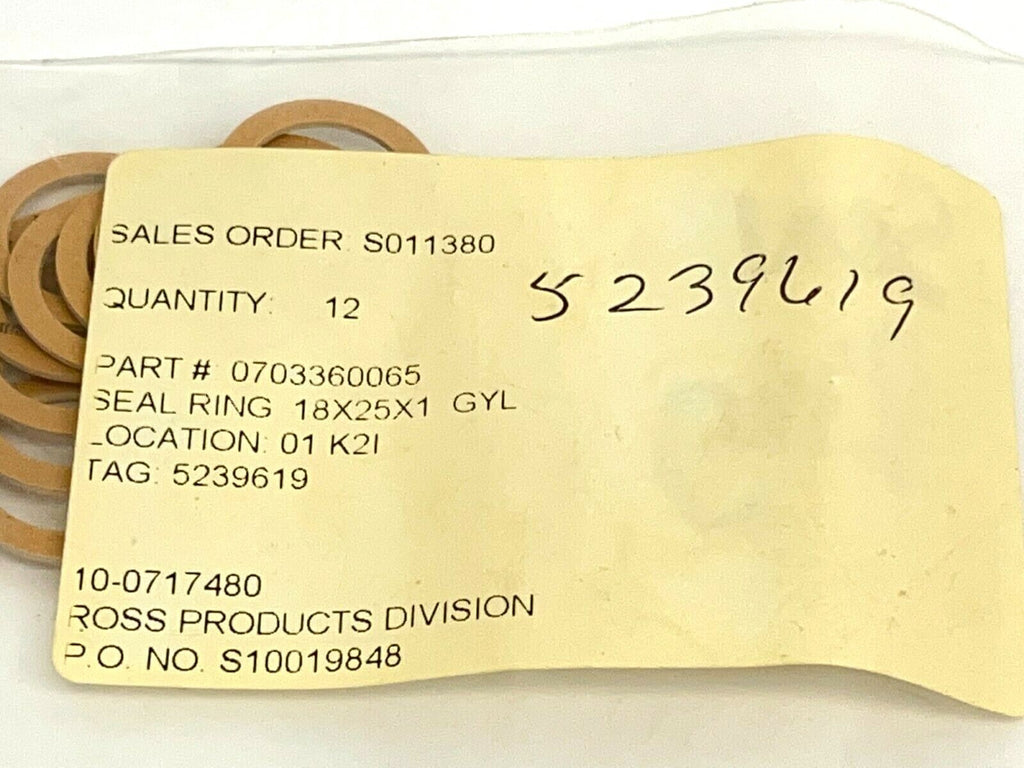 SALES ORDER: S011380
5239619
QUANTITY: 12
PART # 0703360065
SEAL RING 18X25X1 GYL
LOCATION: 01 K2I
TAG: 5239619
10-0717480
ROSS PRODUCTS DIVISION
P.O. NO. S10019848